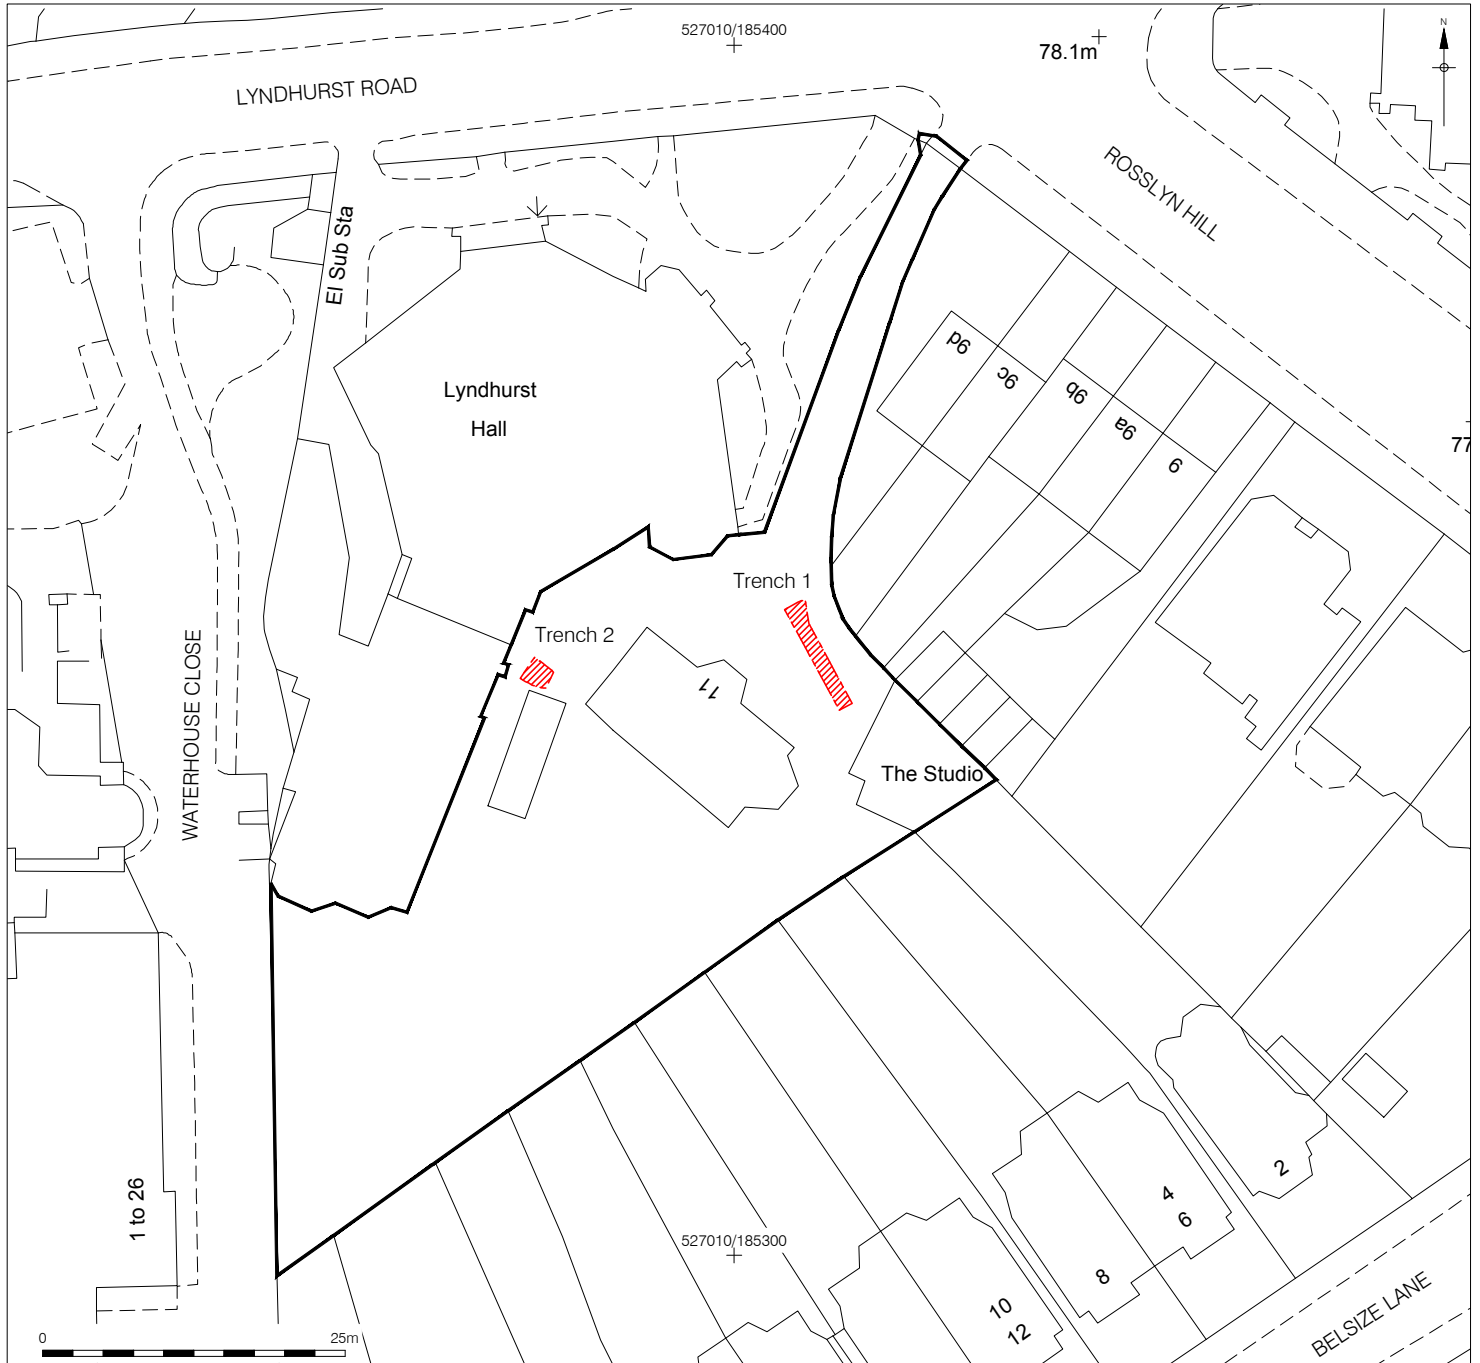 527010/185400
78.1m
N
LYNDHURST ROAD
ROSSLYN HILL
El Sub Sta
9d
9c
9b
9a
9
Lyndhurst
Hall
77
Trench 1
Trench 2
11
WATERHOUSE CLOSE
The Studio
1 to 26
2
4
6
8
10
12
527010/185300
BELSIZE LANE
0
25m